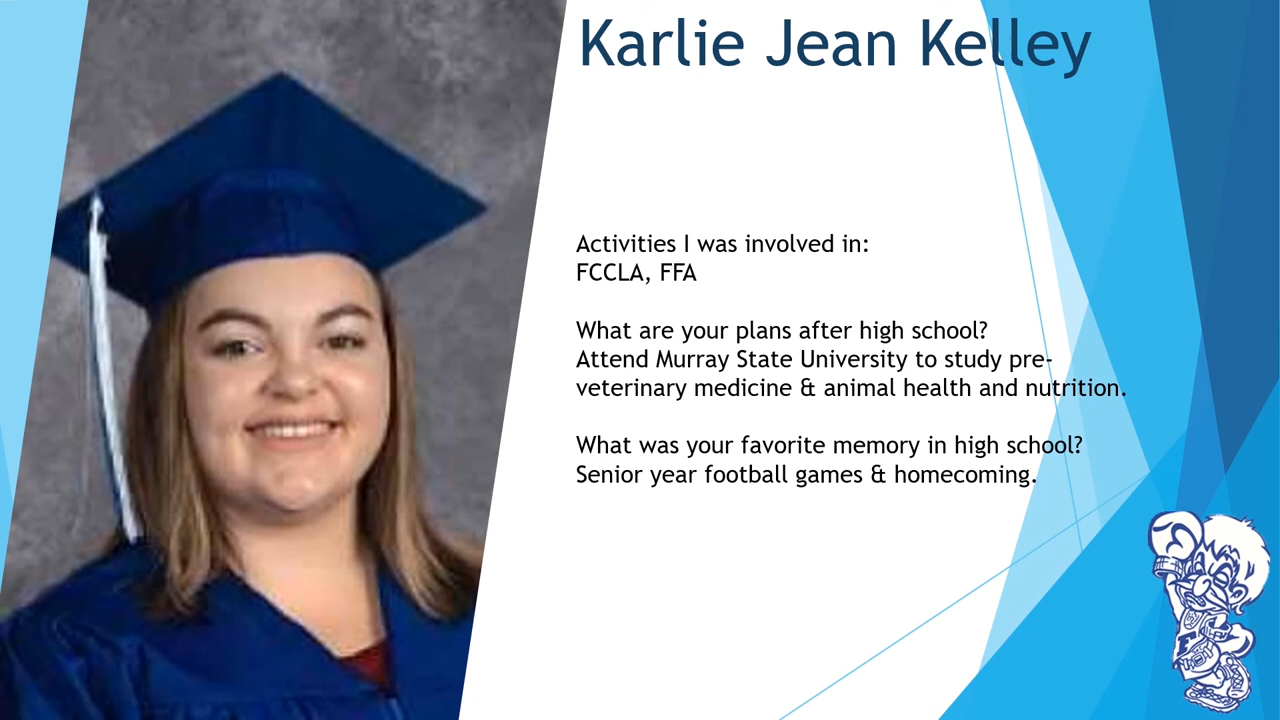 Karlie Jean Kelley
Activities I was involved in:
FCCLA, FFA
What are your plans after high school?
Attend Murray State University to study pre-
veterinary medicine & animal health and nutrition.
What was your favorite memory in high school?
Senior year football games & homecoming.